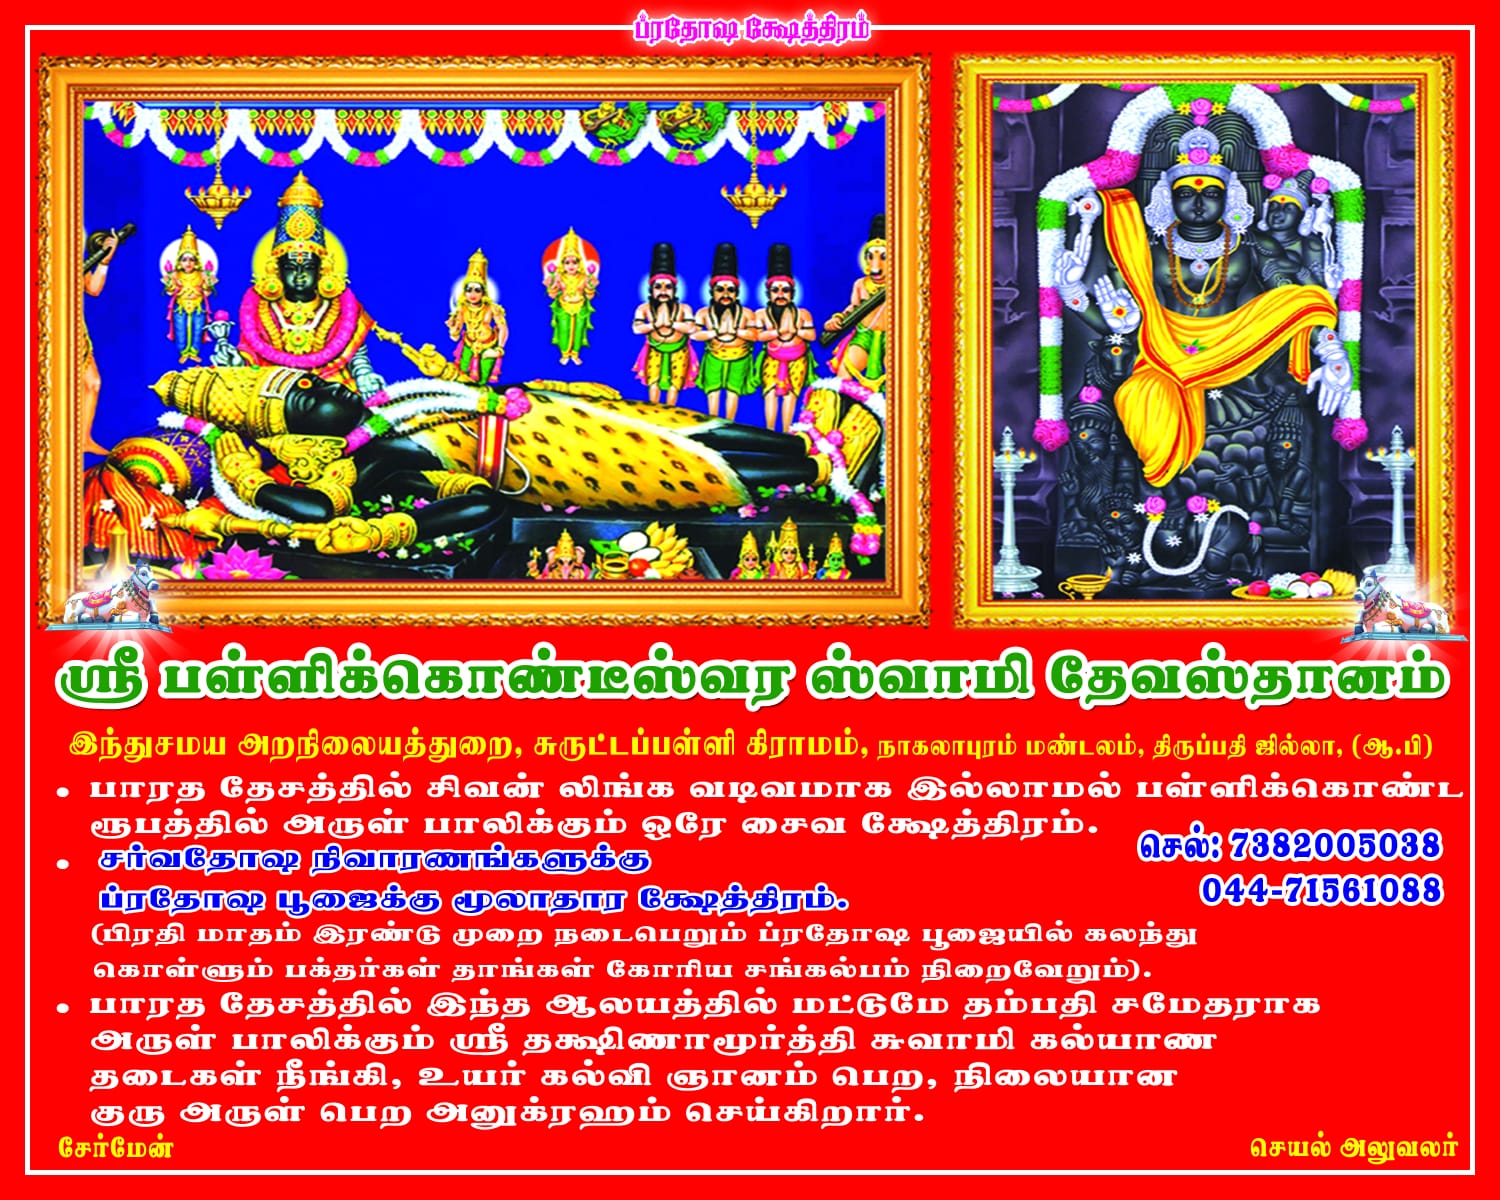 ப்ரதோஷ க்ஷேத்திரம்
ஸ்ரீ பள்ளிக்கொண்டீஸ்வர ஸ்வாமி தேவஸ்தானம்
இந்துசமய அறநிலையத்துறை, சுருட்டப்பள்ளி கிராமம், நாகலாபுரம் மண்டலம், திருப்பதி ஜில்லா, (ஆ.பி)
• பாரத தேசத்தில் சிவன் லிங்க வடிவமாக இல்லாமல் பள்ளிக்கொண்ட
ரூபத்தில் அருள் பாலிக்கும் ஒரே சைவ க்ஷேத்திரம்.
• சர்வதோஷ நிவாரணங்களுக்கு
ப்ரதோஷ பூஜைக்கு மூலாதார க்ஷேத்திரம்.
செல்: 7382005038
044-71561088
(பிரதி மாதம் இரண்டு முறை நடைபெறும் ப்ரதோஷ பூஜையில் கலந்து
கொள்ளும் பக்தர்கள் தாங்கள் கோரிய சங்கல்பம் நிறைவேறும்).
• பாரத தேசத்தில் இந்த ஆலயத்தில் மட்டுமே தம்பதி சமேதராக
அருள் பாலிக்கும் ஸ்ரீ தக்ஷிணாமூர்த்தி சுவாமி கல்யாண
தடைகள் நீங்கி, உயர் கல்வி ஞானம் பெற, நிலையான
குரு அருள் பெற அனுக்ரஹம் செய்கிறார்.
சேர்மேன்
செயல் அலுவலர்